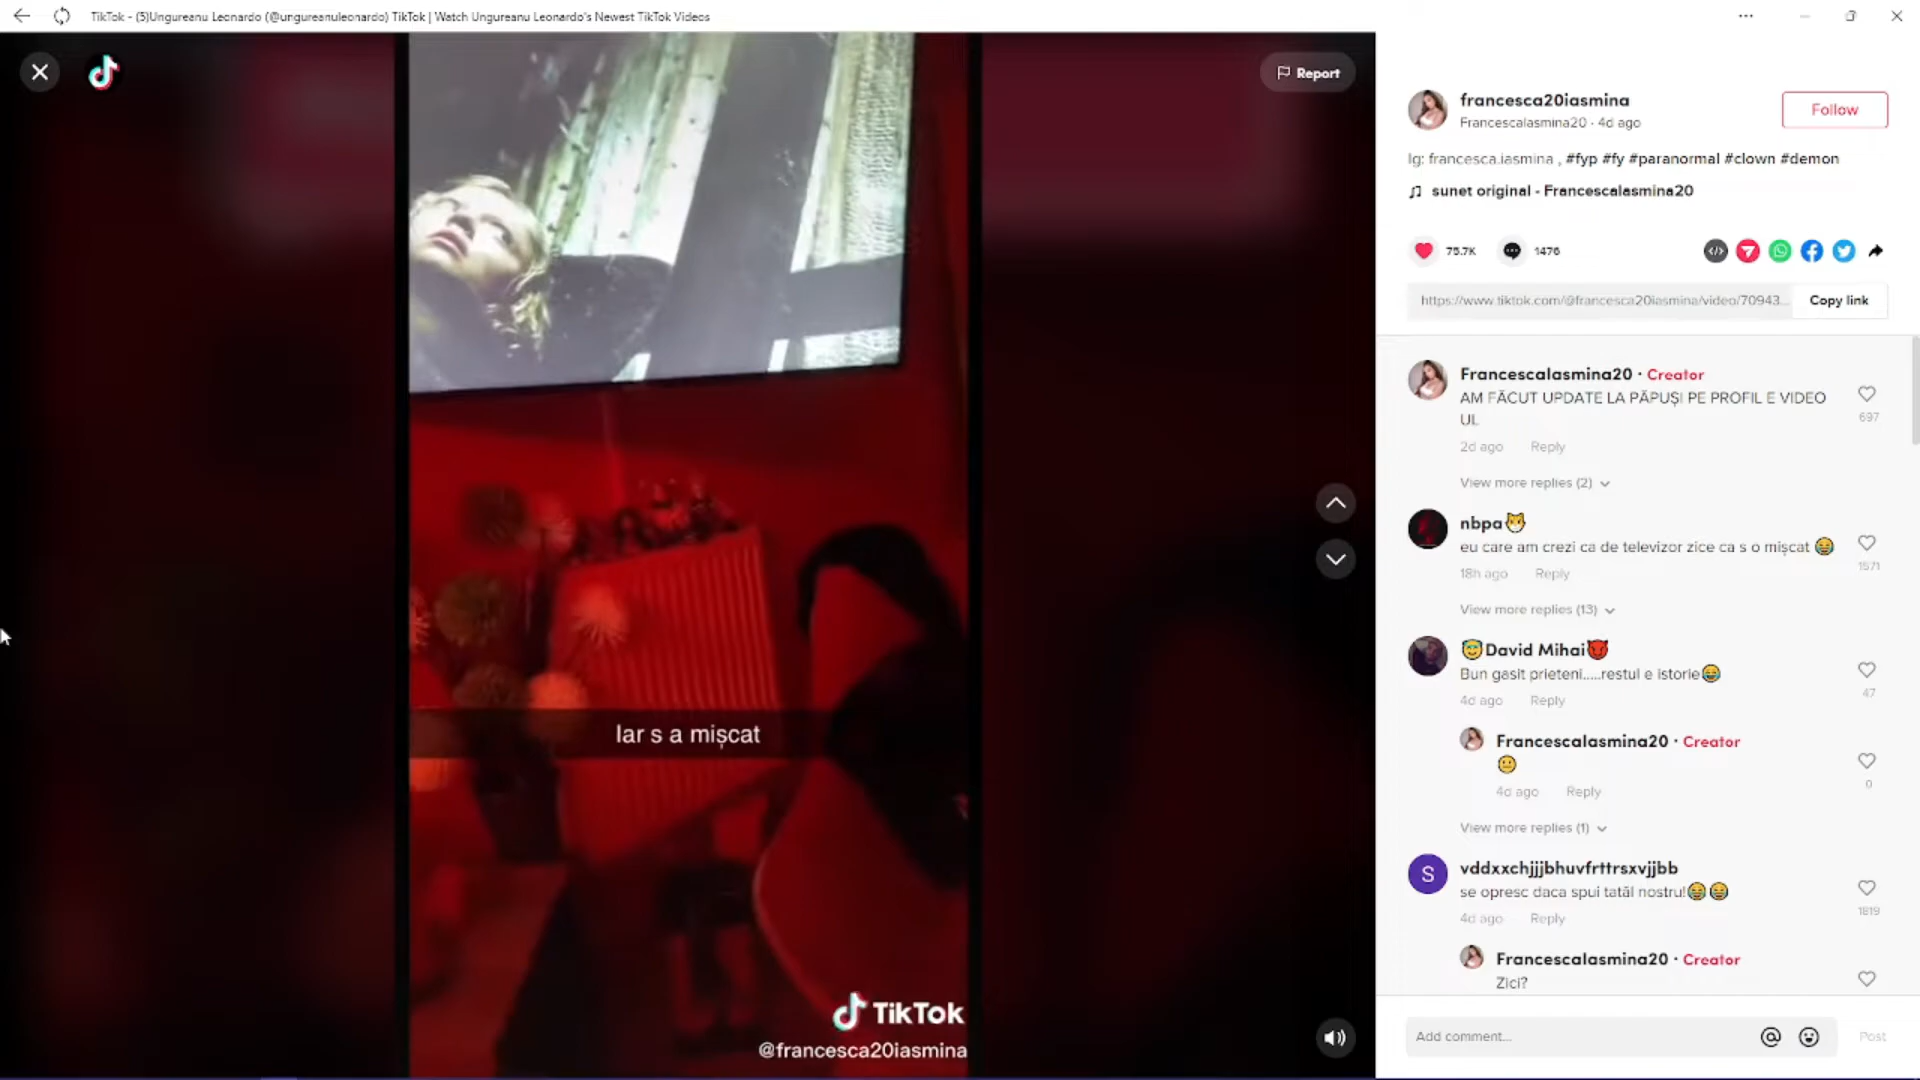 TikTok - (5)Ungureanu Leonardo (@ungureanuleonardo) TikTok | Watch Ungureanu Leonardo's Newest TikTok Videos
Report
Iar s a mișcat
TikTok
@francesca20iasmina
francesca20iasmina
FrancescaIasmina20 · 4d ago
Follow
Ig: francesca.iasmina , #fyp #fy #paranormal #clown #demon
sunet original - FrancescaIasmina20
75.7K
1476
https://www.tiktok.com/@francesca20iasmina/video/70943...
Copy link
FrancescaIasmina20 · Creator
AM FĂCUT UPDATE LA PĂPUȘI PE PROFIL E VIDEO
UL
697
2d ago Reply
View more replies (2)
nbpa🐯
eu care am crezi ca de televizor zice ca s o mișcat 😂
1571
18h ago Reply
View more replies (13)
😇David Mihai😈
Bun gasit prieteni.....restul e istorie😂
47
4d ago Reply
FrancescaIasmina20 · Creator
😐
0
4d ago Reply
View more replies (1)
S
vddxxchjjjbhuvfrttrsxvjjbb
se opresc daca spui tatăl nostru!😂😂
1819
4d ago Reply
FrancescaIasmina20 · Creator
Zici?
Add comment...
Post